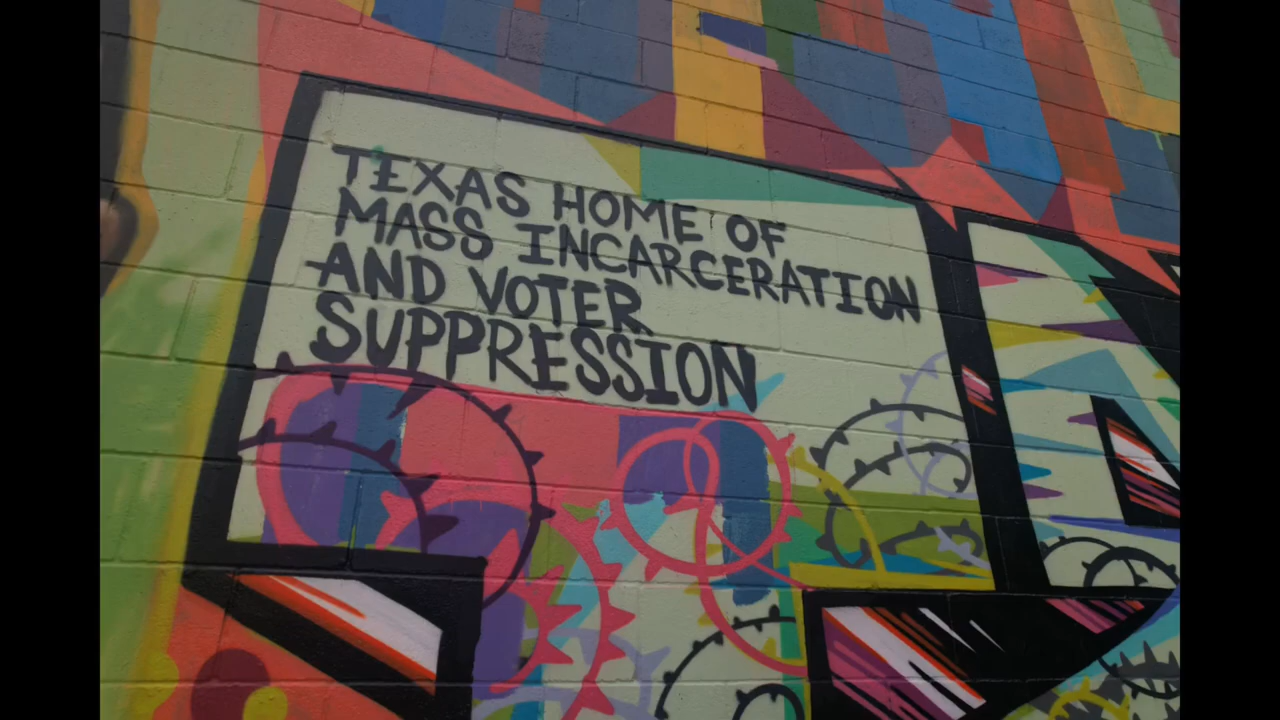 TEXAS HOME OF
MASS INCARCERATION
AND VOTER
SUPPRESSION